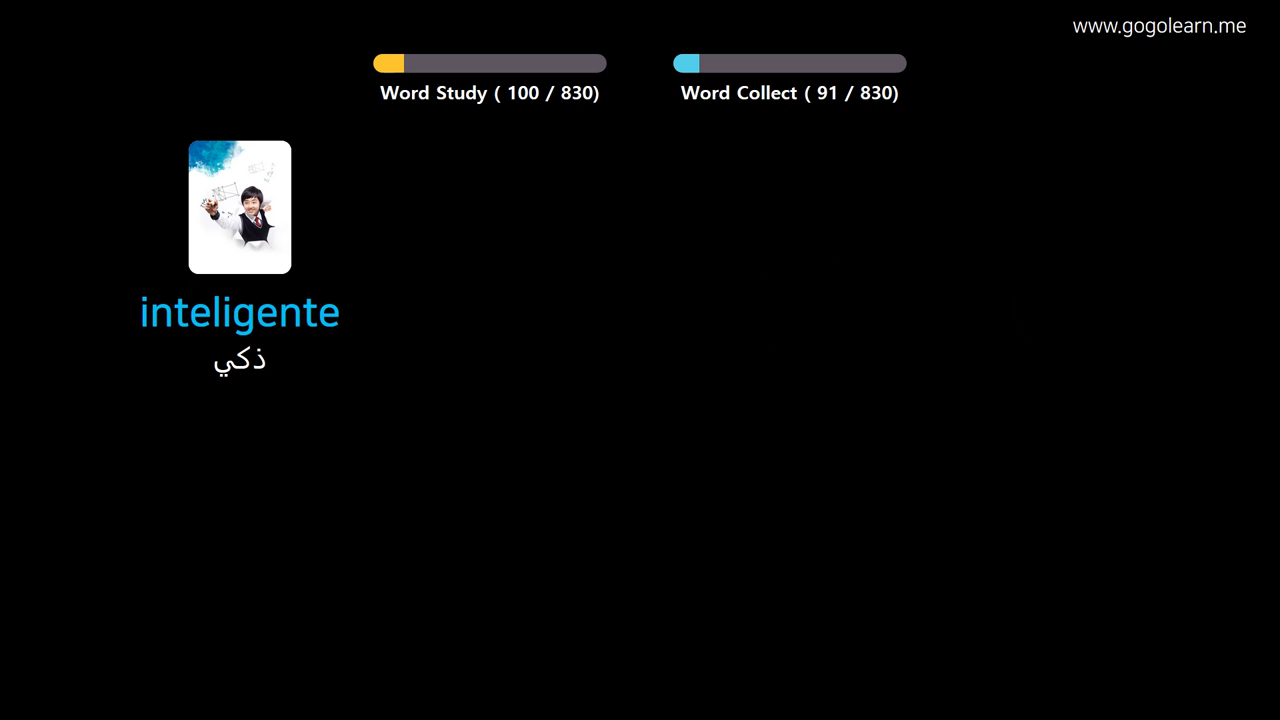 www.gogolearn.me
Word Study ( 100 / 830)
Word Collect ( 91 / 830)
inteligente
ذكي